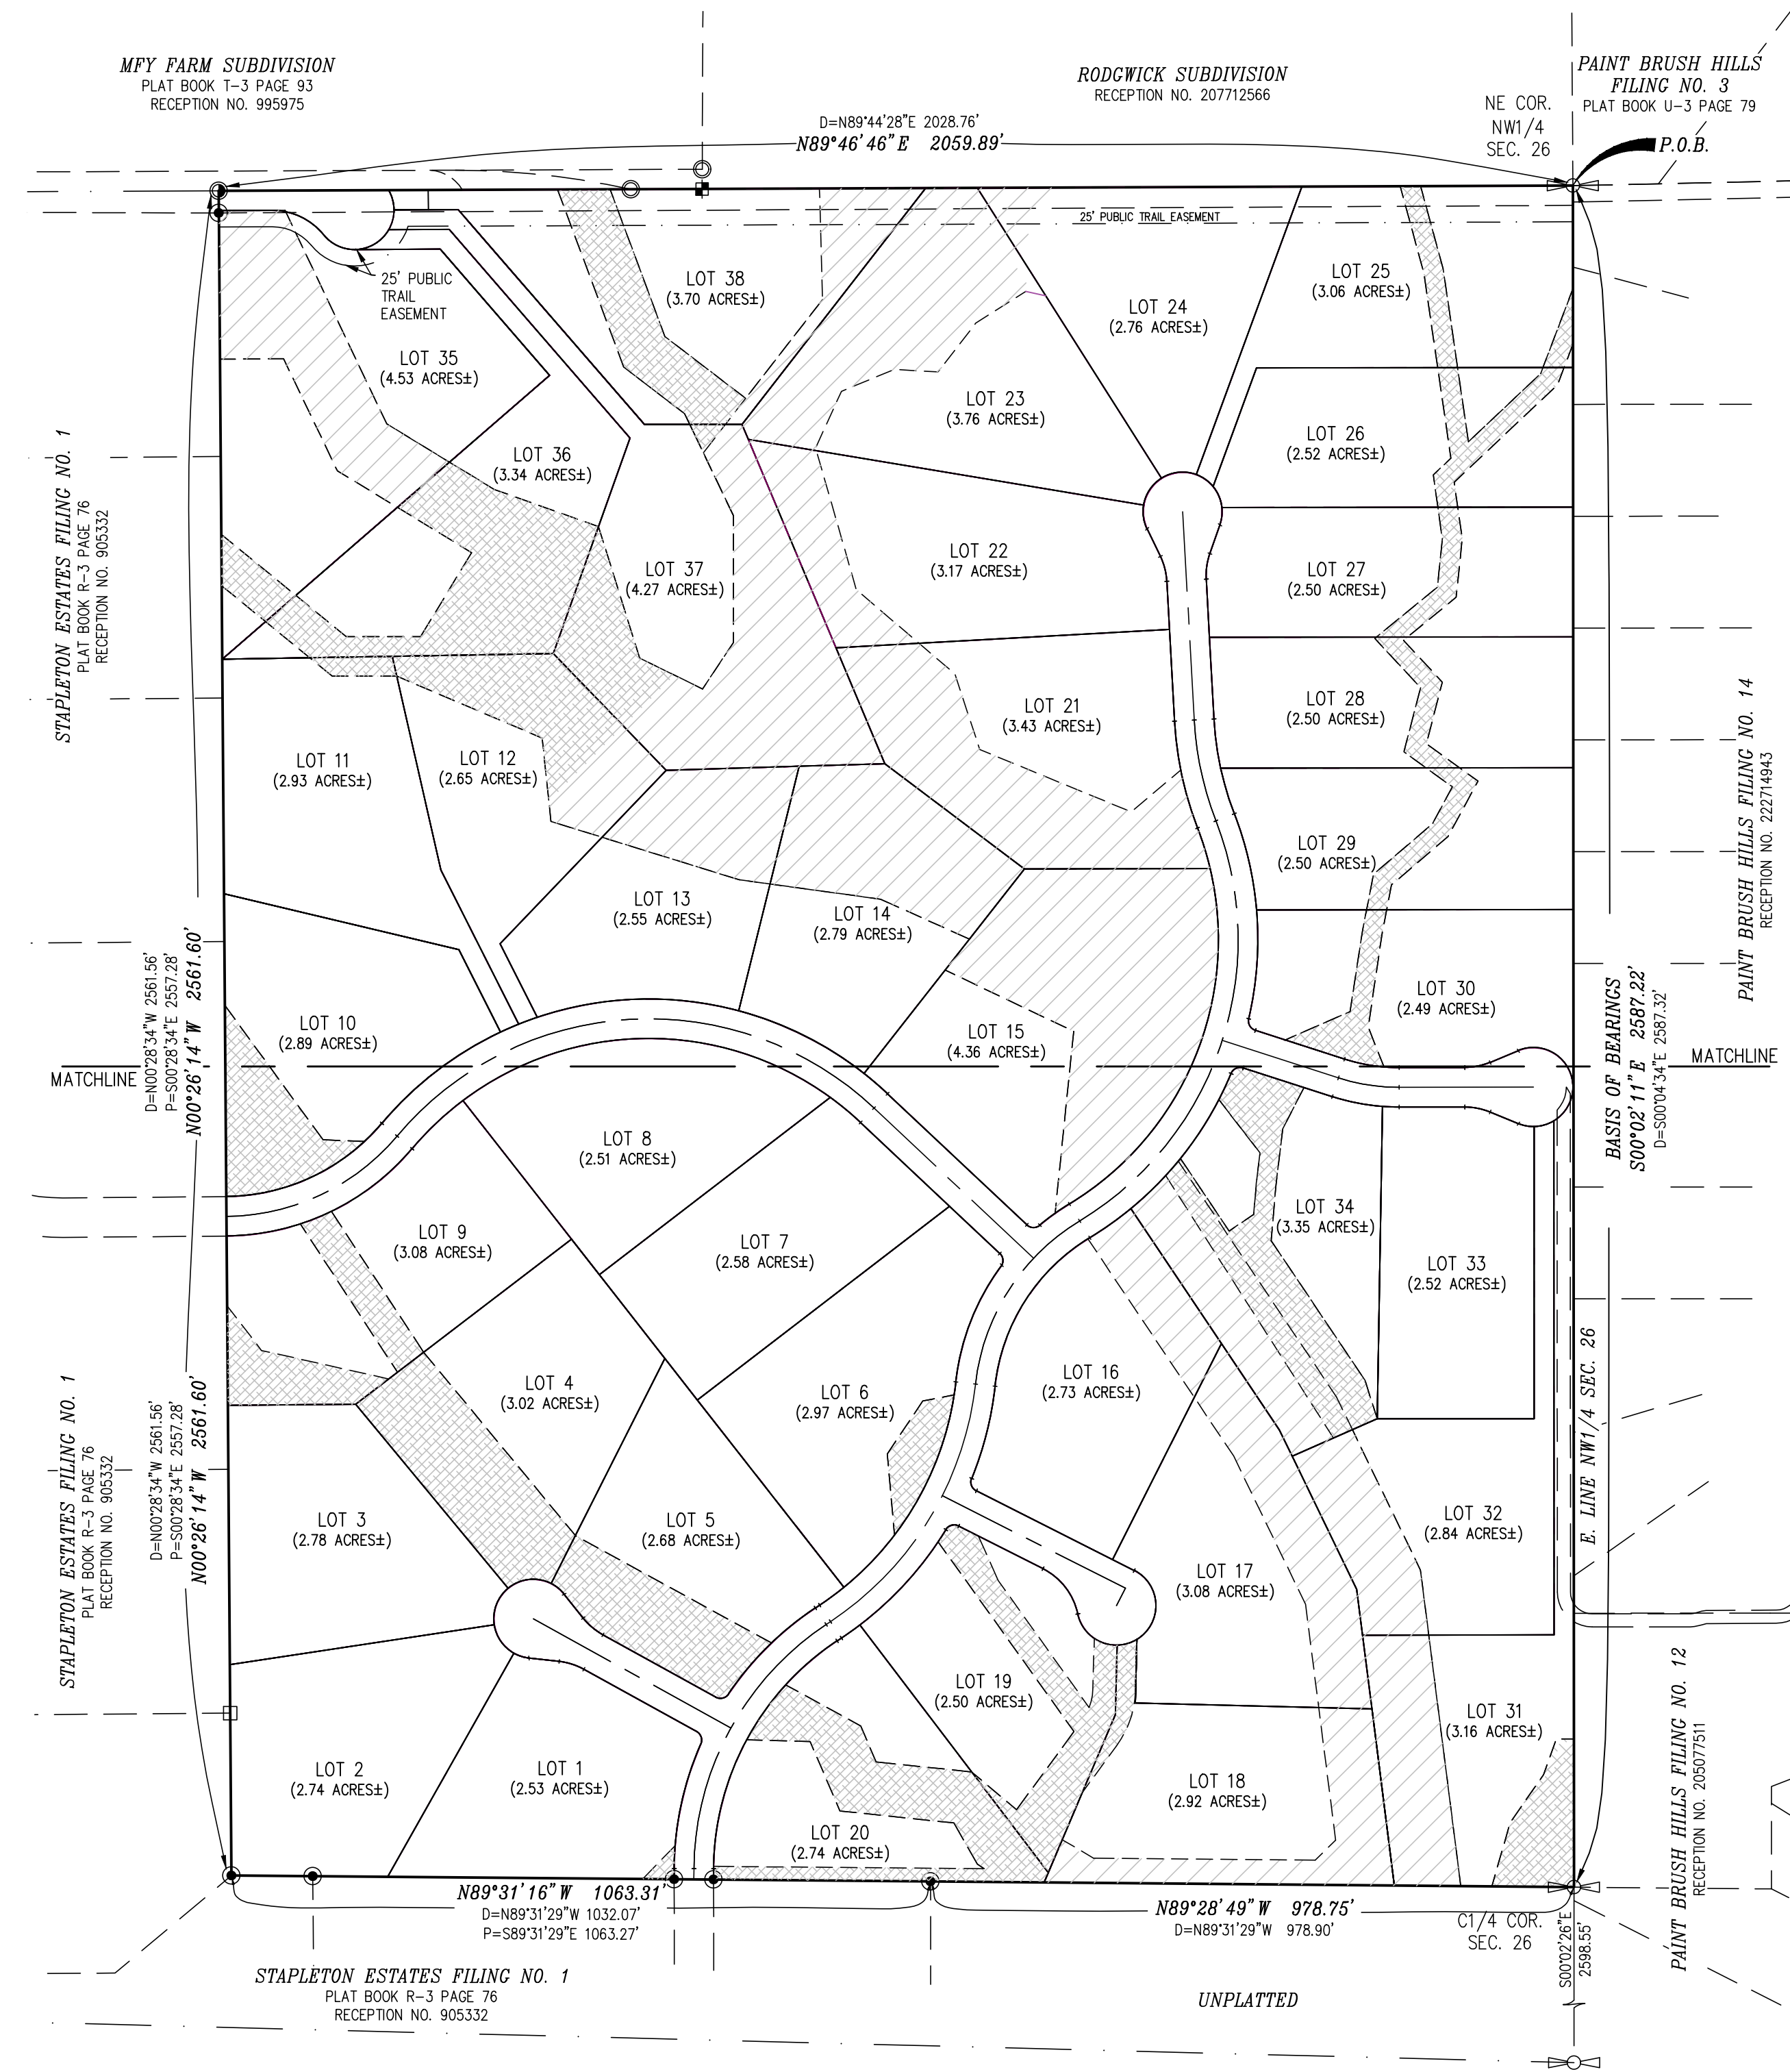 MFY FARM SUBDIVISION
PLAT BOOK T-3 PAGE 93
RECEPTION NO. 995975
RODGWICK SUBDIVISION
RECEPTION NO. 207712566
PAINT BRUSH HILLS
FILING NO. 3
PLAT BOOK U-3 PAGE 79
NE COR.
NW1/4
SEC. 26
P.O.B.
D=N89°44'28"E 2028.76'
N89°46'46"E 2059.89'
25' PUBLIC TRAIL EASEMENT
25' PUBLIC
TRAIL
EASEMENT
LOT 38
(3.70 ACRES±)
LOT 25
(3.06 ACRES±)
LOT 24
(2.76 ACRES±)
LOT 35
(4.53 ACRES±)
LOT 23
(3.76 ACRES±)
LOT 26
(2.52 ACRES±)
LOT 36
(3.34 ACRES±)
LOT 22
(3.17 ACRES±)
LOT 37
(4.27 ACRES±)
LOT 27
(2.50 ACRES±)
LOT 21
(3.43 ACRES±)
LOT 28
(2.50 ACRES±)
LOT 11
(2.93 ACRES±)
LOT 12
(2.65 ACRES±)
LOT 29
(2.50 ACRES±)
LOT 13
(2.55 ACRES±)
LOT 14
(2.79 ACRES±)
LOT 30
(2.49 ACRES±)
LOT 10
(2.89 ACRES±)
LOT 15
(4.36 ACRES±)
MATCHLINE
MATCHLINE
STAPLETON ESTATES FILING NO. 1
PLAT BOOK R-3 PAGE 76
RECEPTION NO. 905332
D=N00°28'34"W 2561.56'
P=S00°28'34"E 2557.28'
N00°26'14"W 2561.60'
PAINT BRUSH HILLS FILING NO. 14
RECEPTION NO. 222714943
BASIS OF BEARINGS
S00°02'11"E 2587.22'
D=S00°04'34"E 2587.32'
LOT 8
(2.51 ACRES±)
LOT 9
(3.08 ACRES±)
LOT 7
(2.58 ACRES±)
LOT 34
(3.35 ACRES±)
LOT 33
(2.52 ACRES±)
LOT 4
(3.02 ACRES±)
LOT 6
(2.97 ACRES±)
LOT 16
(2.73 ACRES±)
LOT 3
(2.78 ACRES±)
LOT 5
(2.68 ACRES±)
LOT 32
(2.84 ACRES±)
LOT 17
(3.08 ACRES±)
LOT 19
(2.50 ACRES±)
LOT 31
(3.16 ACRES±)
LOT 2
(2.74 ACRES±)
LOT 1
(2.53 ACRES±)
LOT 18
(2.92 ACRES±)
LOT 20
(2.74 ACRES±)
STAPLETON ESTATES FILING NO. 1
PLAT BOOK R-3 PAGE 76
RECEPTION NO. 905332
D=N00°28'34"W 2561.56'
P=S00°28'34"E 2557.28'
N00°26'14"W 2561.60'
E. LINE NW1/4 SEC. 26
PAINT BRUSH HILLS FILING NO. 12
RECEPTION NO. 205077511
N89°31'16"W 1063.31'
D=N89°31'29"W 1032.07'
P=S89°31'29"E 1063.27'
N89°28'49"W 978.75'
D=N89°31'29"W 978.90'
C1/4 COR.
SEC. 26
S00°02'26"E
2598.55'
STAPLETON ESTATES FILING NO. 1
PLAT BOOK R-3 PAGE 76
RECEPTION NO. 905332
UNPLATTED